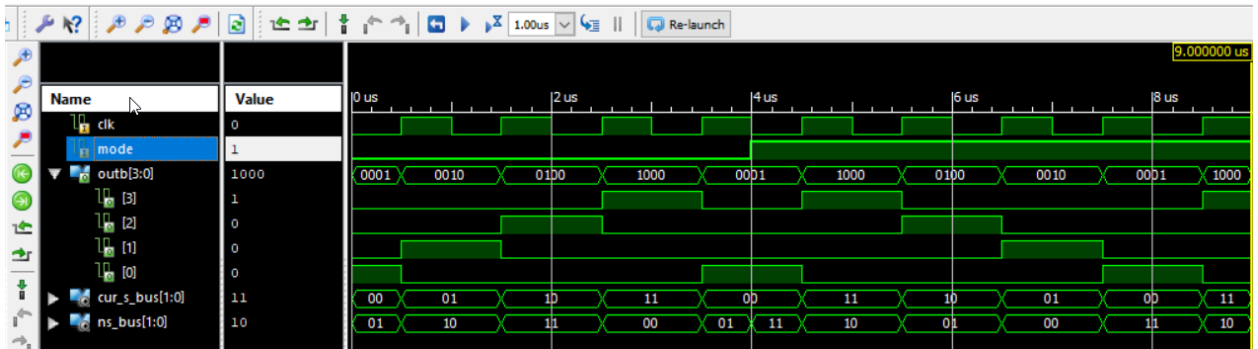 1.00us Re-launch
9.000000 us
Name Value 0 us 2 us 4 us 6 us 8 us
clk 0
mode 1
outb[3:0] 1000 0001 0010 0100 1000 0001 1000 0100 0010 0001 1000
[3] 1
[2] 0
[1] 0
[0] 0
cur_s_bus[1:0] 11 00 01 10 11 00 11 10 01 00 11
ns_bus[1:0] 10 01 10 11 00 01 11 10 01 00 11 10